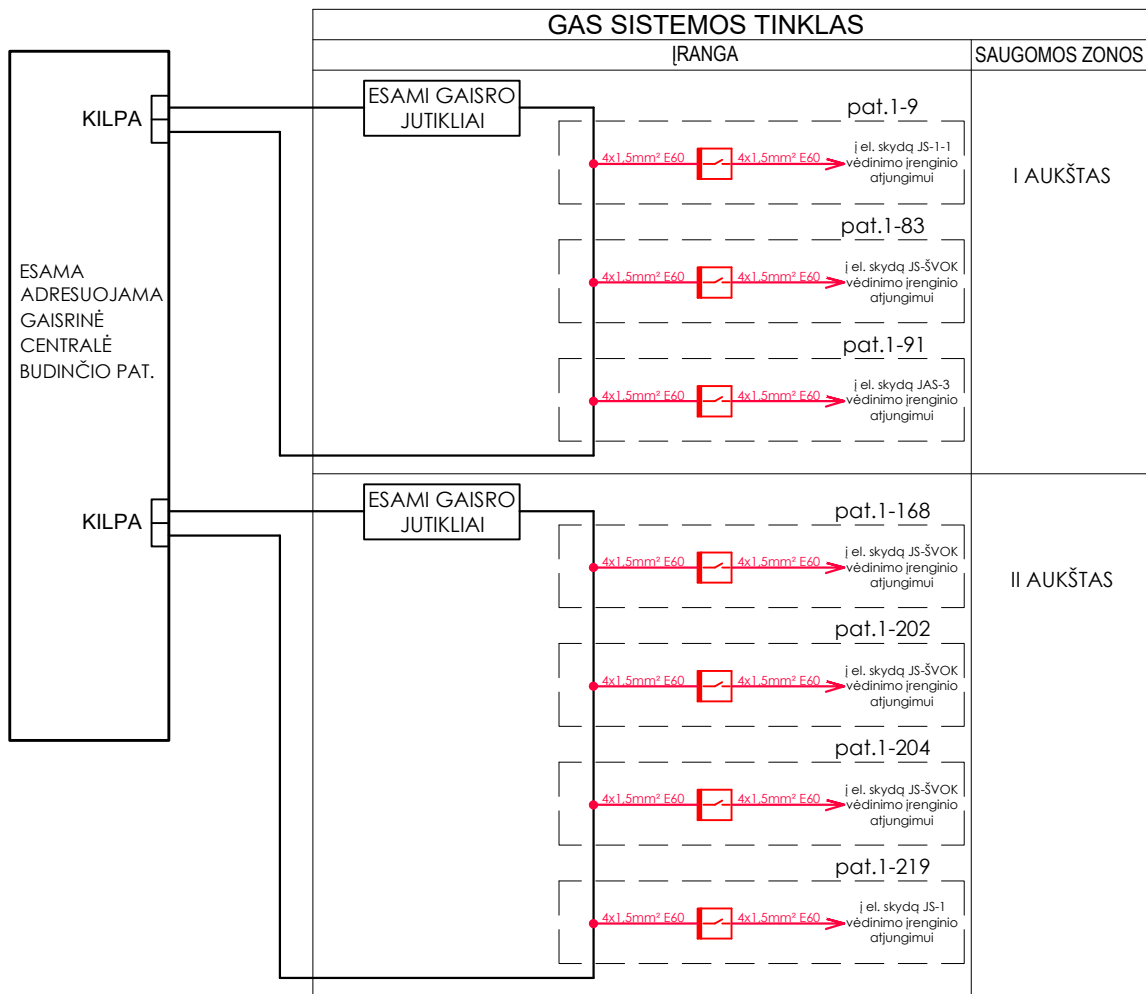 GAS SISTEMOS TINKLAS
ĮRANGA
SAUGOMOS ZONOS
ESAMA
ADRESUOJAMA
GAISRINĖ
CENTRALĖ
BUDINČIO PAT.
KILPA
ESAMI GAISRO
JUTIKLIAI
pat.1-9
4x1,5mm² E60
4x1,5mm² E60
į el. skydą JS-1-1
vėdinimo įrenginio
atjungimui
I AUKŠTAS
pat.1-83
4x1,5mm² E60
4x1,5mm² E60
į el. skydą JS-ŠVOK
vėdinimo įrenginio
atjungimui
pat.1-91
4x1,5mm² E60
4x1,5mm² E60
į el. skydą JAS-3
vėdinimo įrenginio
atjungimui
KILPA
ESAMI GAISRO
JUTIKLIAI
pat.1-168
4x1,5mm² E60
4x1,5mm² E60
į el. skydą JS-ŠVOK
vėdinimo įrenginio
atjungimui
II AUKŠTAS
pat.1-202
4x1,5mm² E60
4x1,5mm² E60
į el. skydą JS-ŠVOK
vėdinimo įrenginio
atjungimui
pat.1-204
4x1,5mm² E60
4x1,5mm² E60
į el. skydą JS-ŠVOK
vėdinimo įrenginio
atjungimui
pat.1-219
4x1,5mm² E60
4x1,5mm² E60
į el. skydą JS-1
vėdinimo įrenginio
atjungimui